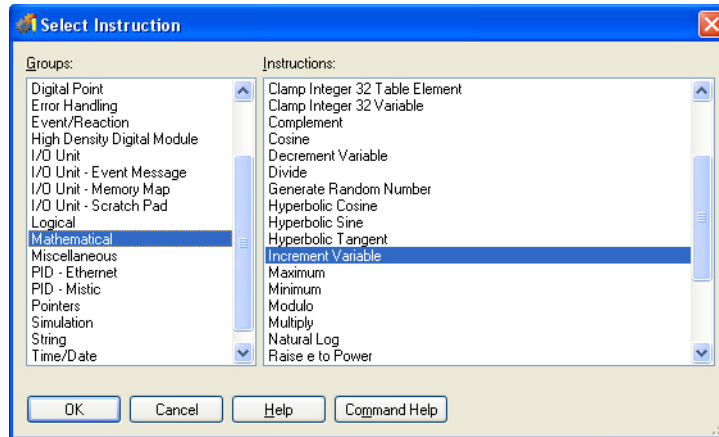 Select Instruction
Groups:
Digital Point
Error Handling
Event/Reaction
High Density Digital Module
I/O Unit
I/O Unit - Event Message
I/O Unit - Memory Map
I/O Unit - Scratch Pad
Logical
Mathematical
Miscellaneous
PID - Ethernet
PID - Mistic
Pointers
Simulation
String
Time/Date
Instructions:
Clamp Integer 32 Table Element
Clamp Integer 32 Variable
Complement
Cosine
Decrement Variable
Divide
Generate Random Number
Hyperbolic Cosine
Hyperbolic Sine
Hyperbolic Tangent
Increment Variable
Maximum
Minimum
Modulo
Multiply
Natural Log
Raise e to Power
OK
Cancel
Help
Command Help